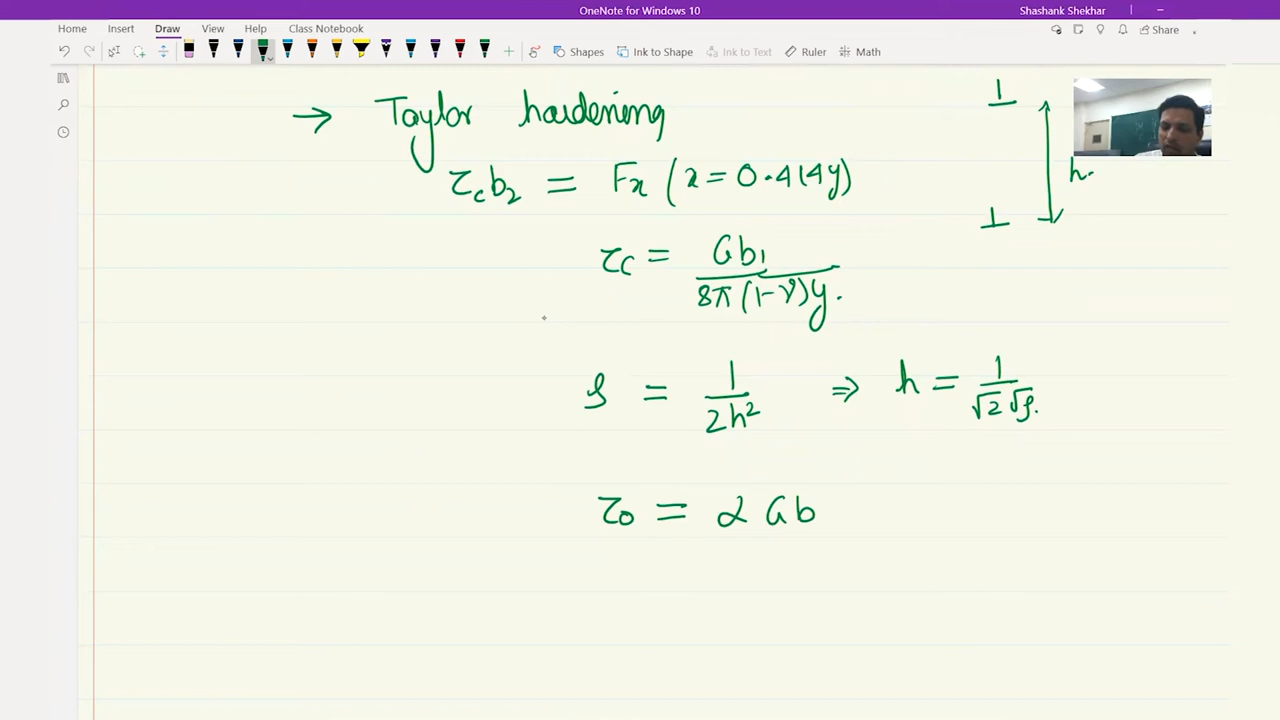 OneNote for Windows 10
Shashank Shekhar
Home Insert Draw View Help Class Notebook
Share
Shapes Ink to Shape Ink to Text Ruler Math
→ Taylor hardening
τc b2 = Fx (x = 0.414y)
h.
τc = Gb1 / 8π(1-ν)y.
ρ = 1 / 2h² ⇒ h = 1 / √2 √ρ.
τ0 = α Gb